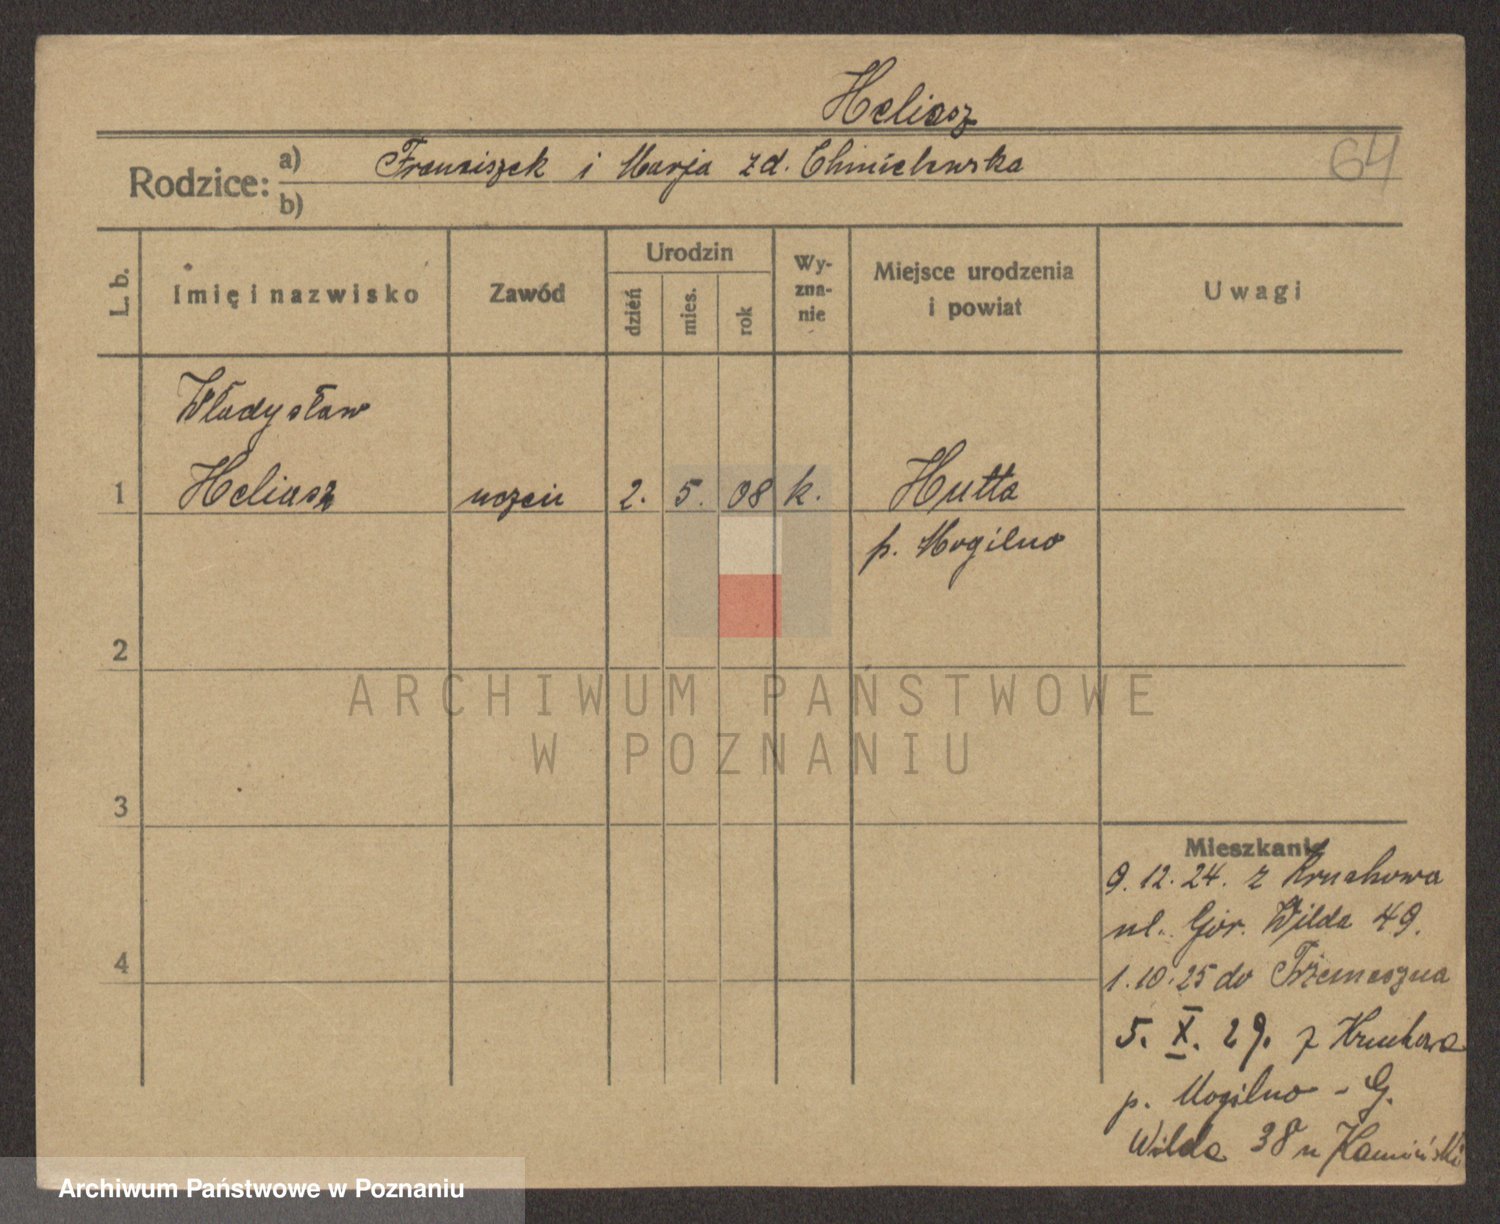 Heliasz
Rodzice: a) Franciszek i Marja zd. Chmielewska
b)
64
L. b. Imię i nazwisko Zawód Urodzin dzień mies. rok Wy-zna-nie Miejsce urodzenia i powiat Uwagi
Władysław
1 Heliasz uczeń 2. 5. 08 k. Hutta
p. Mogilno
2
ARCHIWUM PAŃSTWOWE
W POZNANIU
3
Mieszkanie
9. 12. 24. z Kruchowa
ul. Gór. Wilda 49.
4
1. 10. 25 do Trzemeszna
5. X. 29. z Kruchowa
p. Mogilno - G.
Wilda 38 u Kamiński
Archiwum Państwowe w Poznaniu